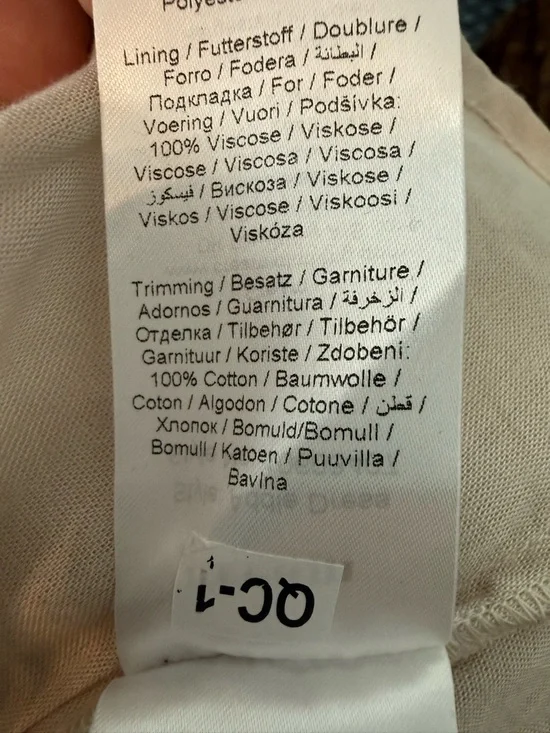 Lining / Futterstoff / Doublure /
Forro / Fodera / البطانة /
Подкладка / For / Foder /
Voering / Vuori / Podšívka:
100% Viscose / Viskose /
Viscose / Viscosa / Viscosa /
فيسكوز / Вискоза / Viskose /
Viskos / Viscose / Viskoosi /
Viskóza
Trimming / Besatz / Garniture /
Adornos / Guarnitura / الزخرفة /
Отделка / Tilbehør / Tilbehör /
Garnituur / Koriste / Zdobení:
100% Cotton / Baumwolle /
Coton / Algodon / Cotone / قطن /
Хлопок / Bomuld/Bomull /
Bomull / Katoen / Puuvilla /
Bavlna
QC-1